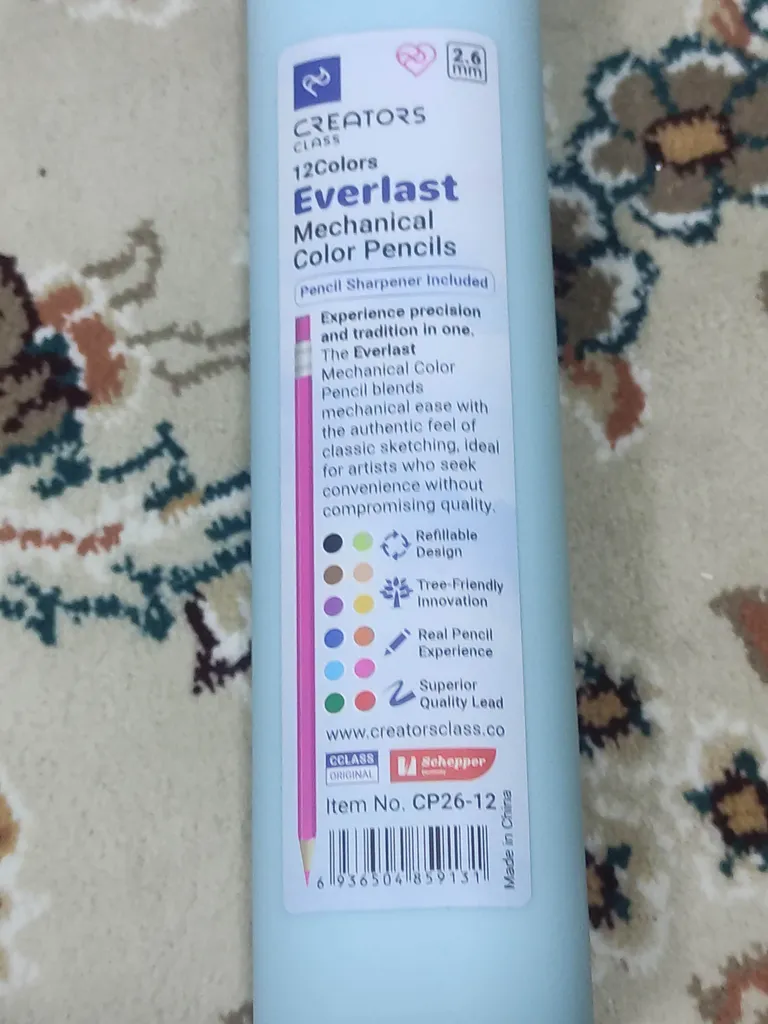 2.6
mm
CREATORS
CLASS
12Colors
Everlast
Mechanical
Color Pencils
Pencil Sharpener Included
Experience precision
and tradition in one.
The Everlast
Mechanical Color
Pencil blends
mechanical ease with
the authentic feel of
classic sketching, ideal
for artists who seek
convenience without
compromising quality.
Refillable
Design
Tree-Friendly
Innovation
Real Pencil
Experience
Superior
Quality Lead
www.creatorsclass.co
CCLASS
ORIGINAL
Schepper
Item No. CP26-12
Made in China
6 936504 859131